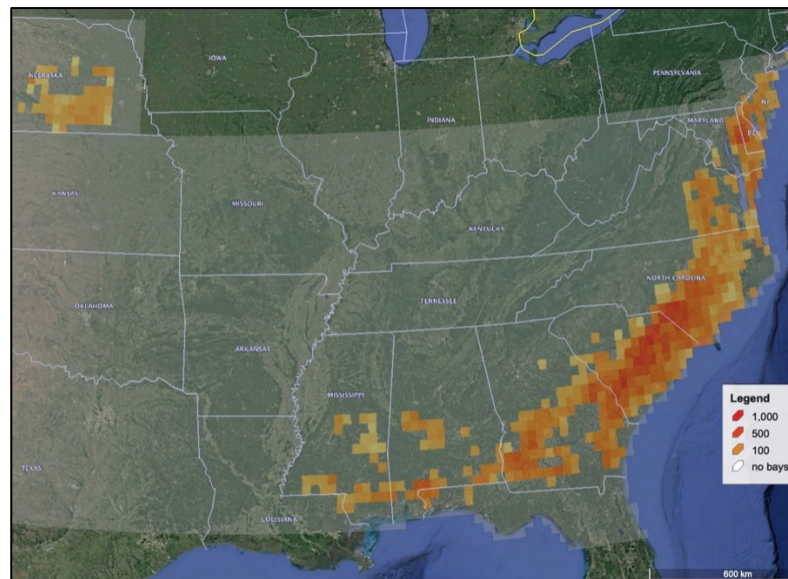 IOWA
NEBRASKA
PENNSYLVANIA
NJ
INDIANA
MARYLAND
DE
KANSAS
MISSOURI
KENTUCKY
NORTH CAROLINA
OKLAHOMA
TENNESSEE
ARKANSAS
MISSISSIPPI
Legend
1,000
500
100
no bays
TEXAS
LOUISIANA
600 km